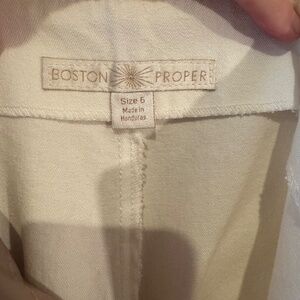 BOSTON PROPER
Size 6
Made in
Honduras